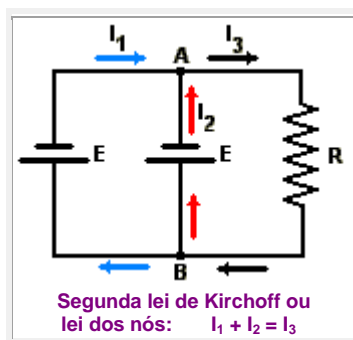 I₁ A I₃
I₂
E E R
B
Segunda lei de Kirchoff ou
lei dos nós: I₁ + I₂ = I₃